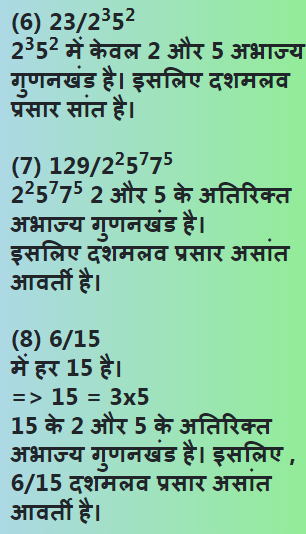 (6) 23/2³5²
2³5² में केवल 2 और 5 अभाज्य
गुणनखंड है। इसलिए दशमलव
प्रसार सांत है।
(7) 129/2²5⁷7⁵
2²5⁷7⁵ 2 और 5 के अतिरिक्त
अभाज्य गुणनखंड है।
इसलिए दशमलव प्रसार असांत
आवर्ती है।
(8) 6/15
में हर 15 है।
=> 15 = 3x5
15 के 2 और 5 के अतिरिक्त
अभाज्य गुणनखंड है। इसलिए ,
6/15 दशमलव प्रसार असांत
आवर्ती है।